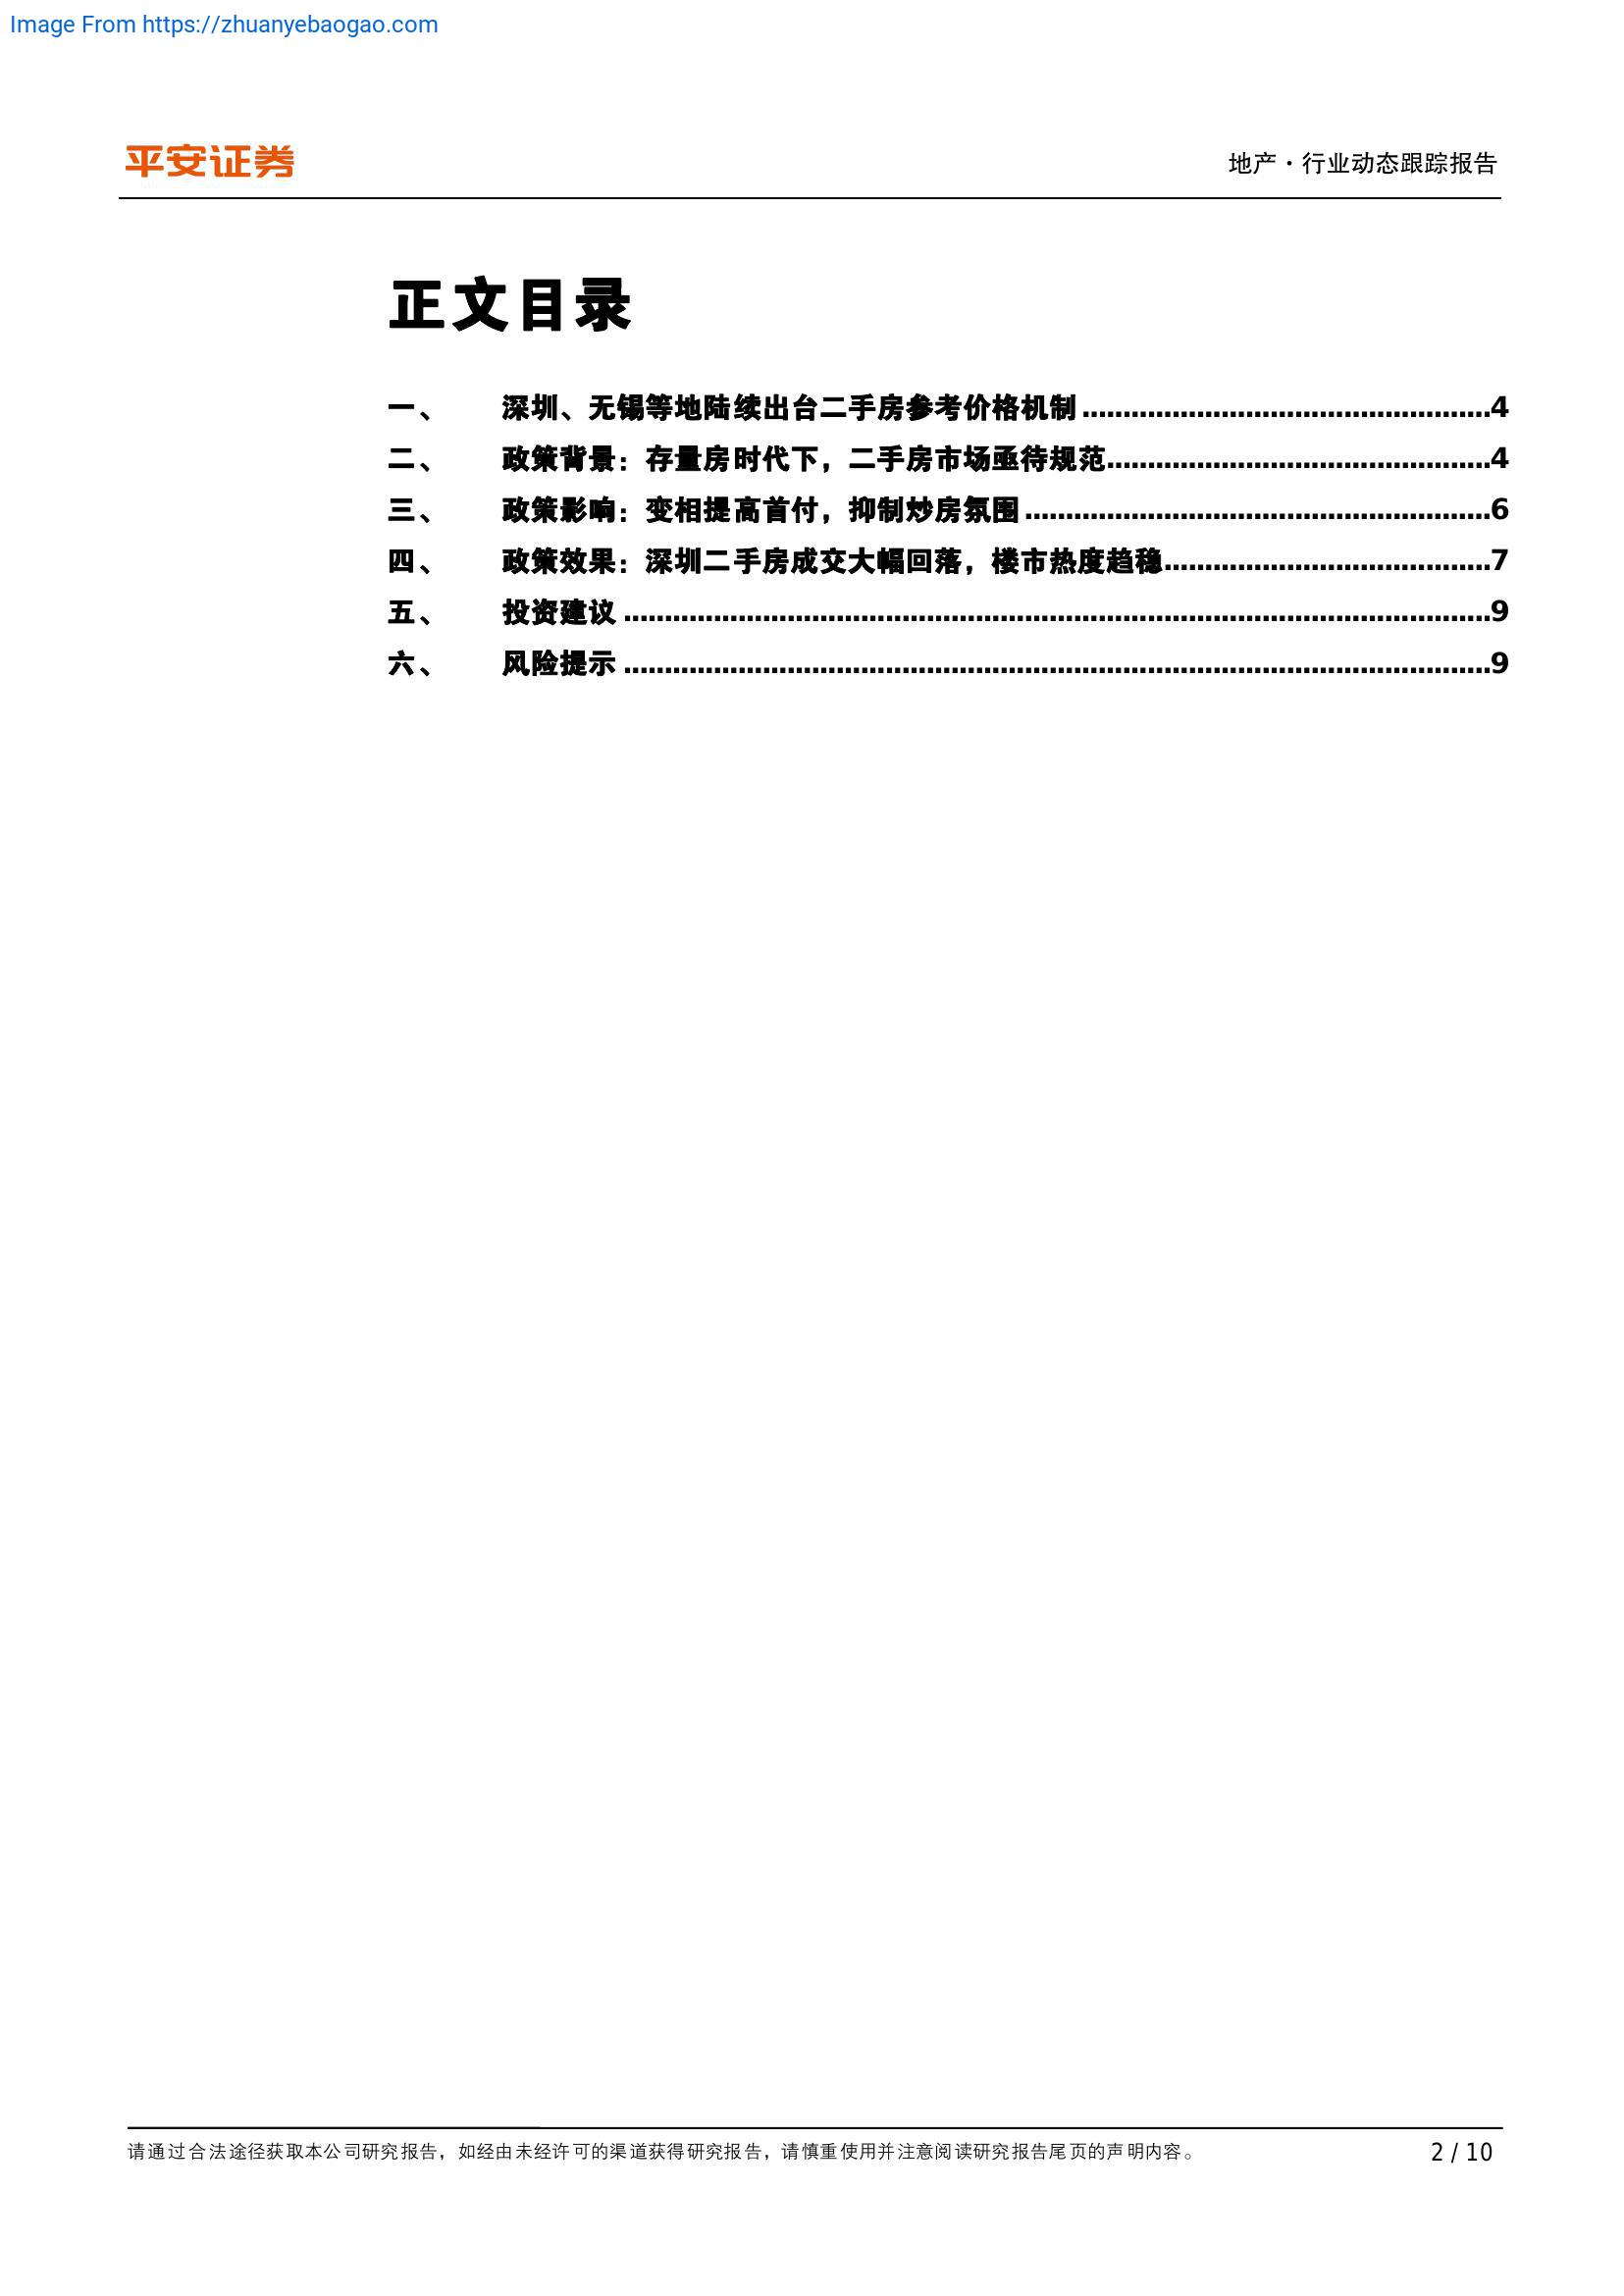 Image From https://zhuanyebaogao.com
平安证券
地产·行业动态跟踪报告
正文目录
一、 深圳、无锡等地陆续出台二手房参考价格机制..................................................4
二、 政策背景：存量房时代下，二手房市场亟待规范...............................................4
三、 政策影响：变相提高首付，抑制炒房氛围.........................................................6
四、 政策效果：深圳二手房成交大幅回落，楼市热度趋稳........................................7
五、 投资建议..........................................................................................................9
六、 风险提示..........................................................................................................9
请通过合法途径获取本公司研究报告，如经由未经许可的渠道获得研究报告，请慎重使用并注意阅读研究报告尾页的声明内容。
2 / 10